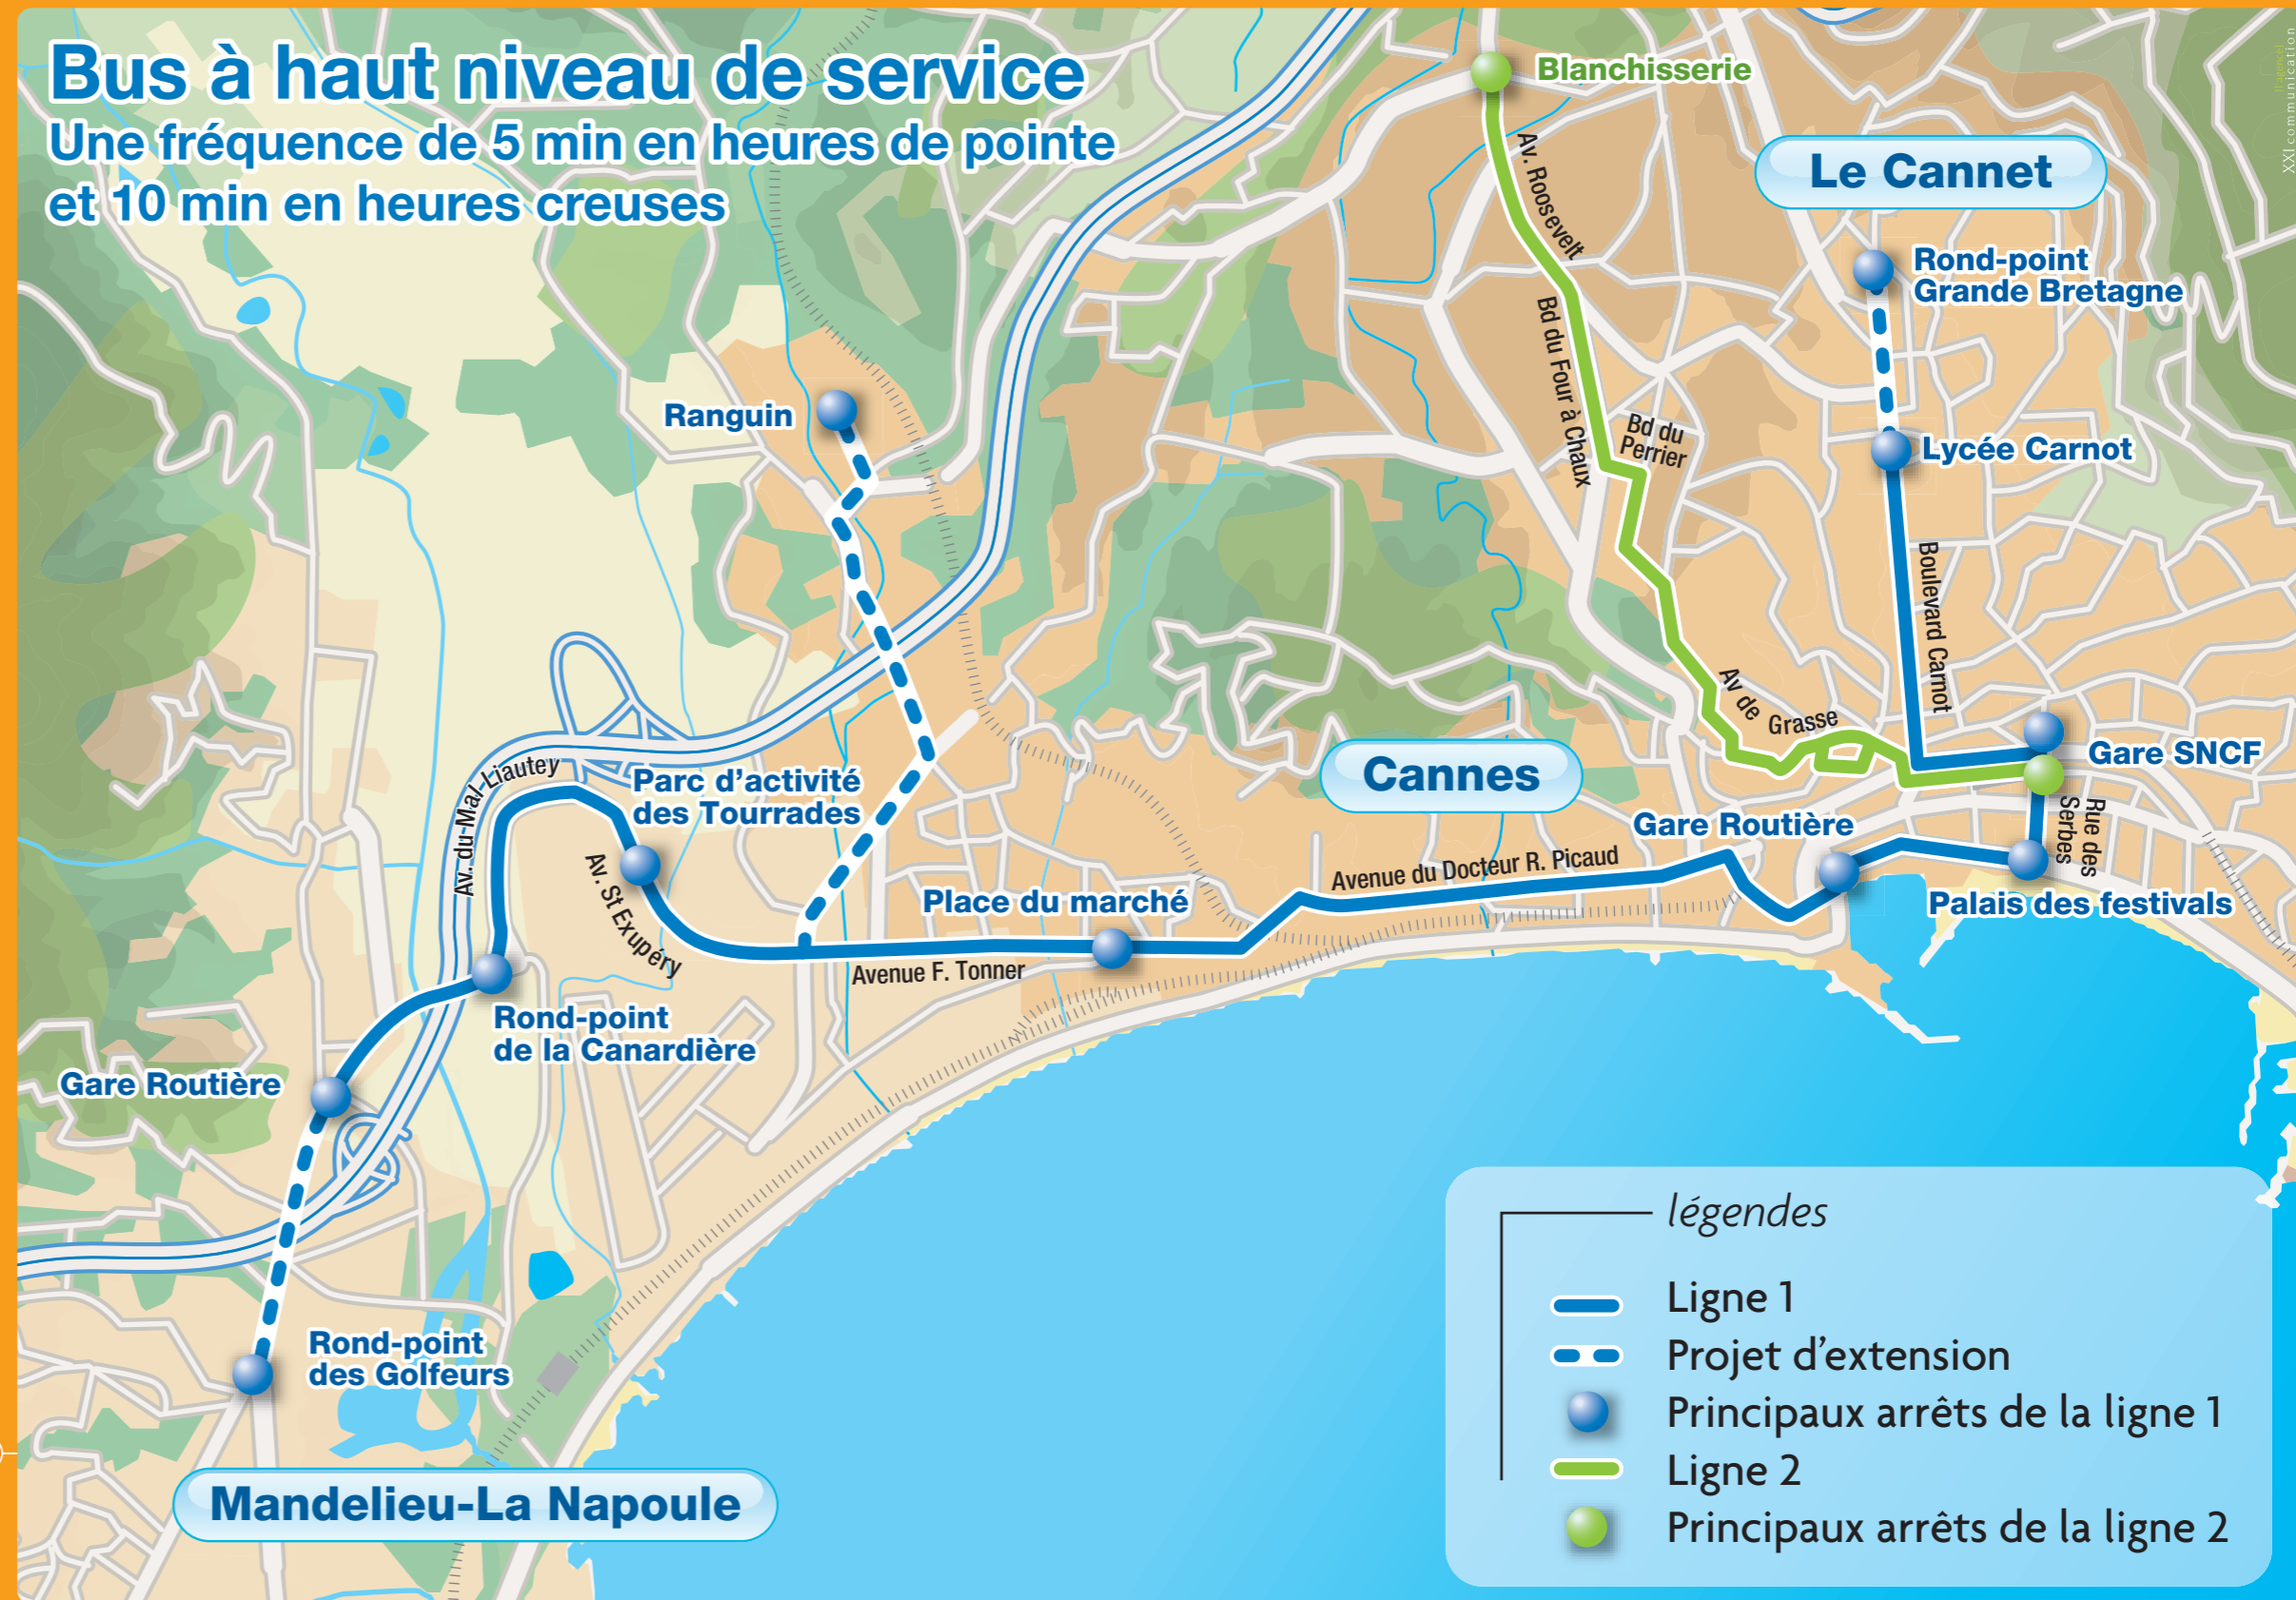 Bus à haut niveau de service
Une fréquence de 5 min en heures de pointe
et 10 min en heures creuses
Blanchisserie
Le Cannet
Av. Roosevelt
Rond-point
Grande Bretagne
Bd du Four à Chaux
Ranguin
Bd du
Perrier
Lycée Carnot
Boulevard Carnot
Av de Grasse
Gare SNCF
Cannes
Av. du Mal Liautey
Parc d'activité
des Tourrades
Rue des
Serbes
Gare Routière
Avenue du Docteur R. Picaud
Av. St Exupéry
Place du marché
Palais des festivals
Avenue F. Tonner
Rond-point
de la Canardière
Gare Routière
Rond-point
des Golfeurs
Mandelieu-La Napoule
légendes
Ligne 1
Projet d'extension
Principaux arrêts de la ligne 1
Ligne 2
Principaux arrêts de la ligne 2
XXI communication